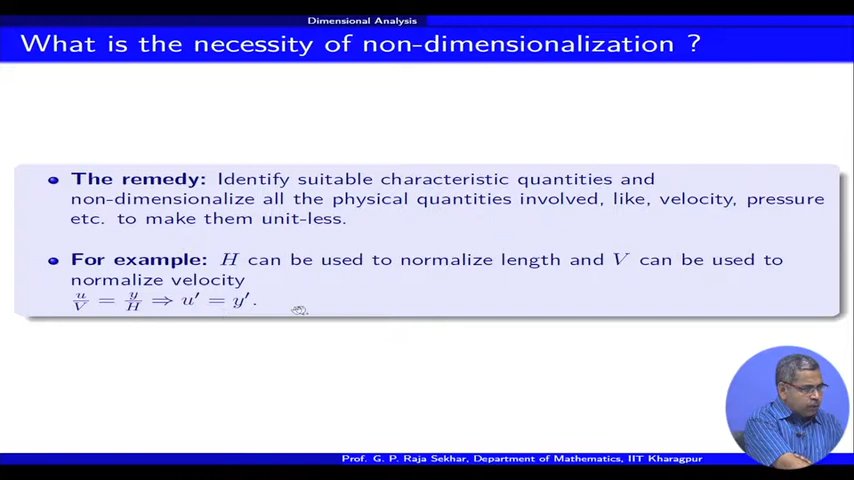 Dimensional Analysis
What is the necessity of non-dimensionalization ?
The remedy: Identify suitable characteristic quantities and
non-dimensionalize all the physical quantities involved, like, velocity, pressure
etc. to make them unit-less.
For example: H can be used to normalize length and V can be used to
normalize velocity
u/V = y/H ⇒ u′ = y′.
Prof. G. P. Raja Sekhar, Department of Mathematics, IIT Kharagpur